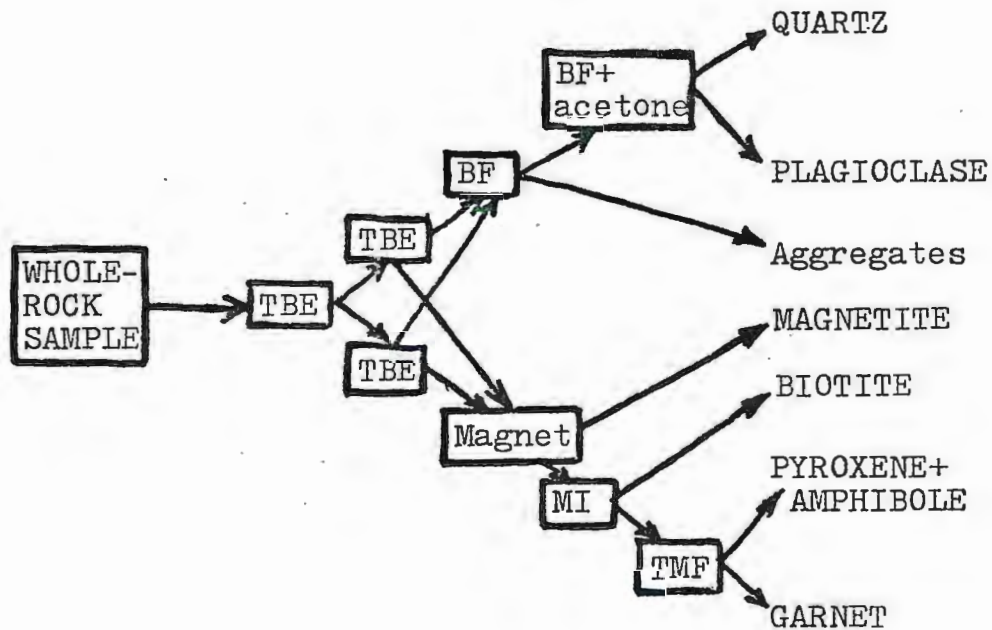 QUARTZ
BF+
acetone
BF
PLAGIOCLASE
TBE
Aggregates
WHOLE-
ROCK
SAMPLE
TBE
MAGNETITE
TBE
BIOTITE
Magnet
PYROXENE+
AMPHIBOLE
MI
TMF
GARNET